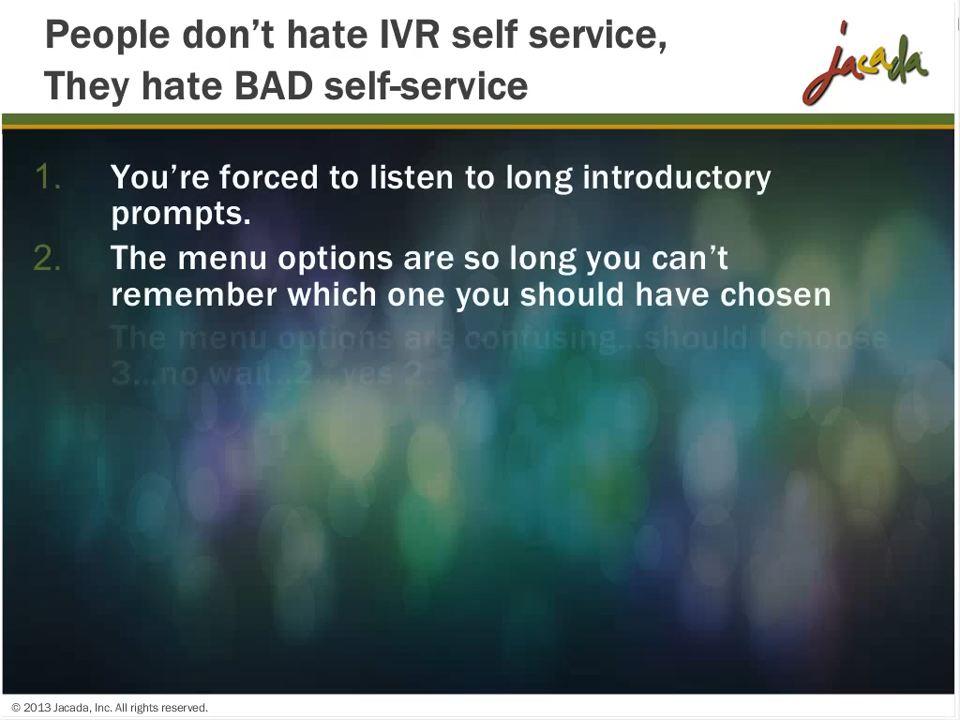 People don't hate IVR self service,
They hate BAD self-service
jacada
1. You're forced to listen to long introductory
prompts.
2. The menu options are so long you can't
remember which one you should have chosen
The menu options are confusing...should I choose
3...no wait..2...yes 2.
© 2013 Jacada, Inc. All rights reserved.